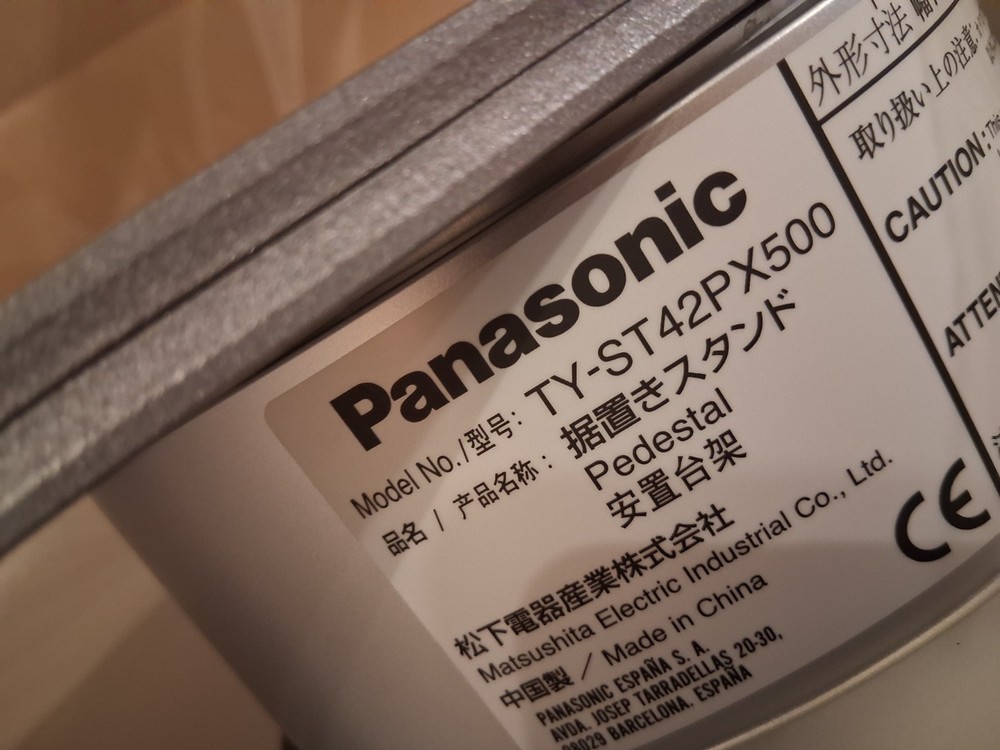 Panasonic
Model No./型号: TY-ST42PX500
品名 / 产品名称: 据置きスタンド
Pedestal
安置台架
松下電器産業株式会社
Matsushita Electric Industrial Co., Ltd.
中国製 / Made in China
PANASONIC ESPAÑA S. A.
AVDA. JOSEP TARRADELLAS 20-30,
08029 BARCELONA. ESPAÑA
CE
外形寸法
取り扱い上の注意
CAUTION: